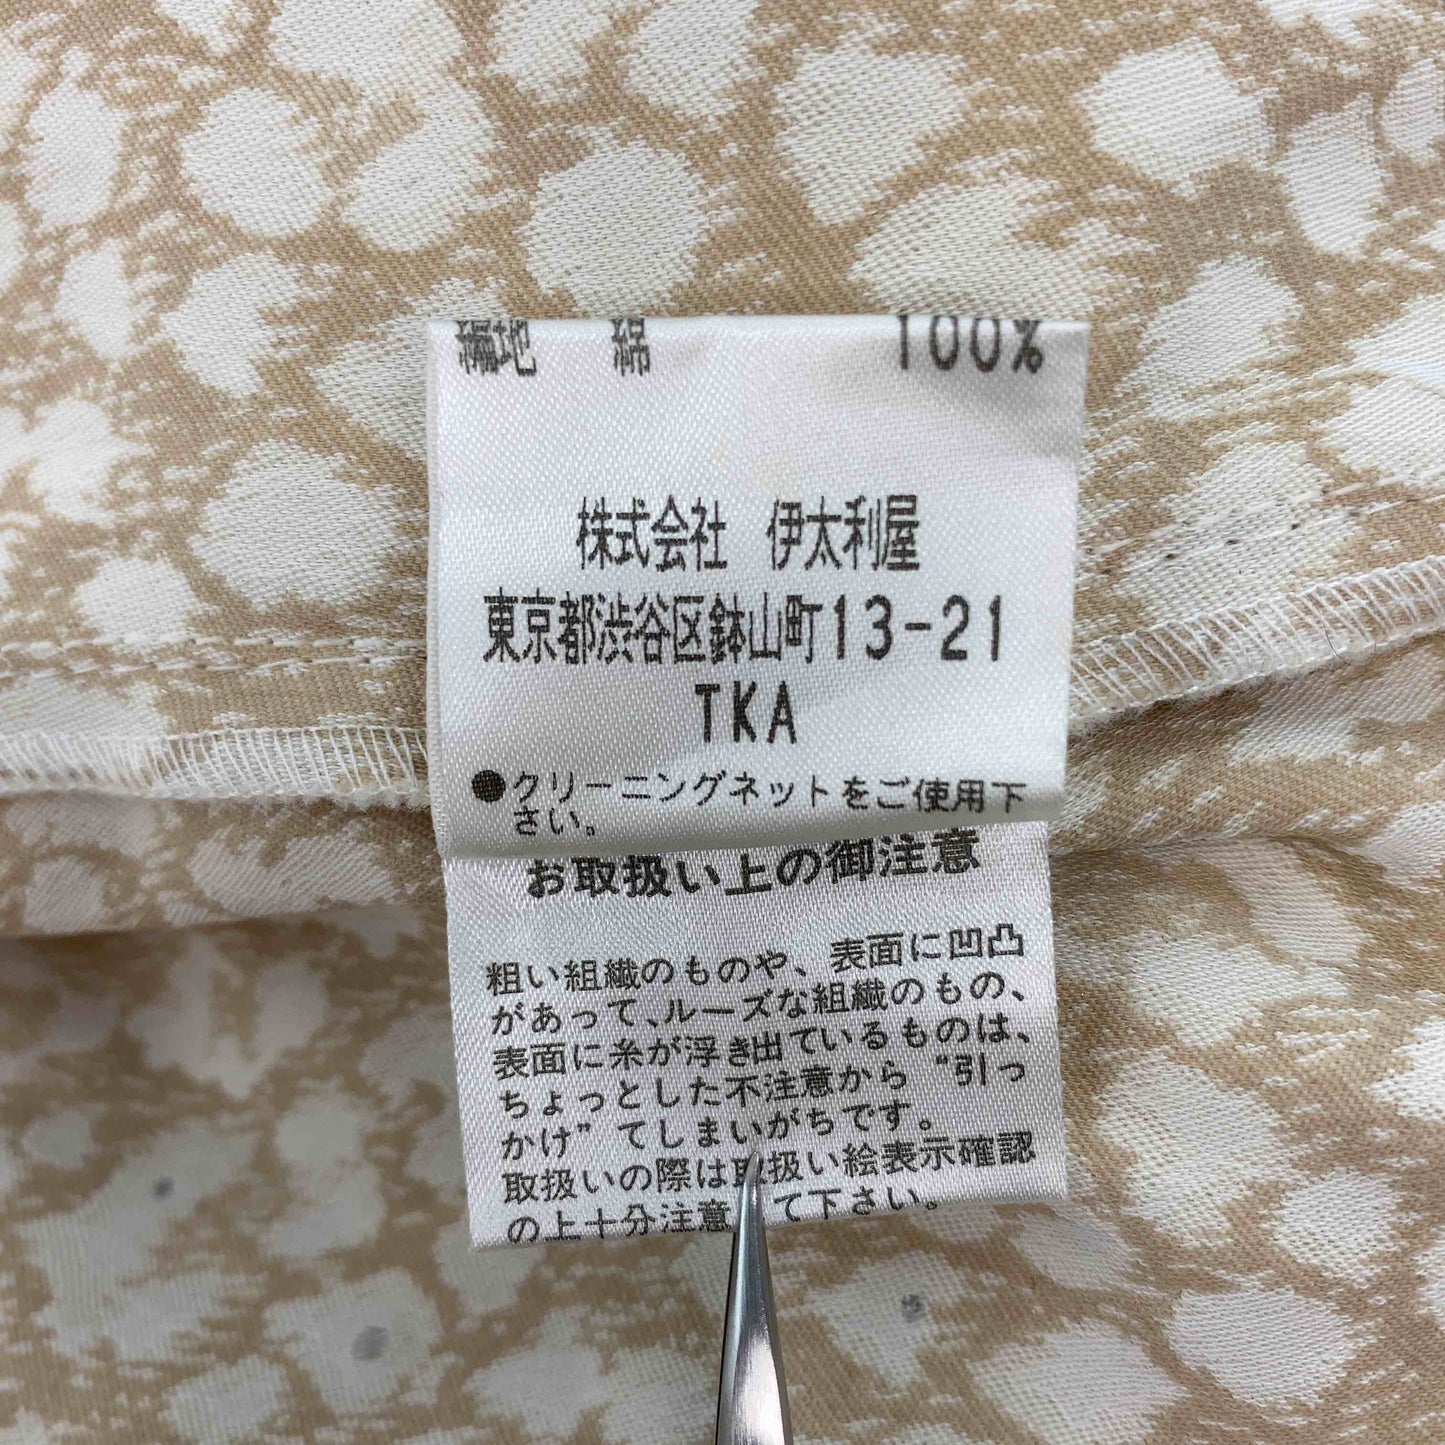 編地 綿 100%
株式会社 伊太利屋
東京都渋谷区鉢山町13-21
TKA
●クリーニングネットをご使用下
さい。
お取扱い上の御注意
粗い組織のものや、表面に凹凸
があって、ルーズな組織のもの、
表面に糸が浮き出ているものは、
ちょっとした不注意から“引っ
かけ”てしまいがちです。
取扱いの際は取扱い絵表示確認
の上十分注意して下さい。